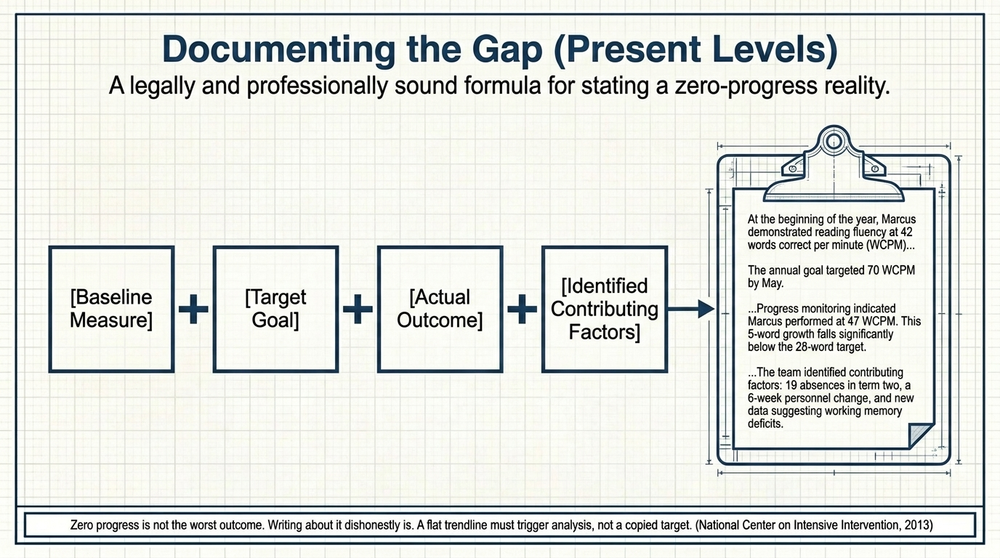 Documenting the Gap (Present Levels)
A legally and professionally sound formula for stating a zero-progress reality.
[Baseline
Measure]
[Target
Goal]
[Actual
Outcome]
[Identified
Contributing
Factors]
At the beginning of the year, Marcus
demonstrated reading fluency at 42
words correct per minute (WCPM)...
The annual goal targeted 70 WCPM
by May.
...Progress monitoring indicated
Marcus performed at 47 WCPM. This
5-word growth falls significantly
below the 28-word target.
...The team identified contributing
factors: 19 absences in term two, a
6-week personnel change, and new
data suggesting working memory
deficits.
Zero progress is not the worst outcome. Writing about it dishonestly is. A flat trendline must trigger analysis, not a copied target. (National Center on Intensive Intervention, 2013)